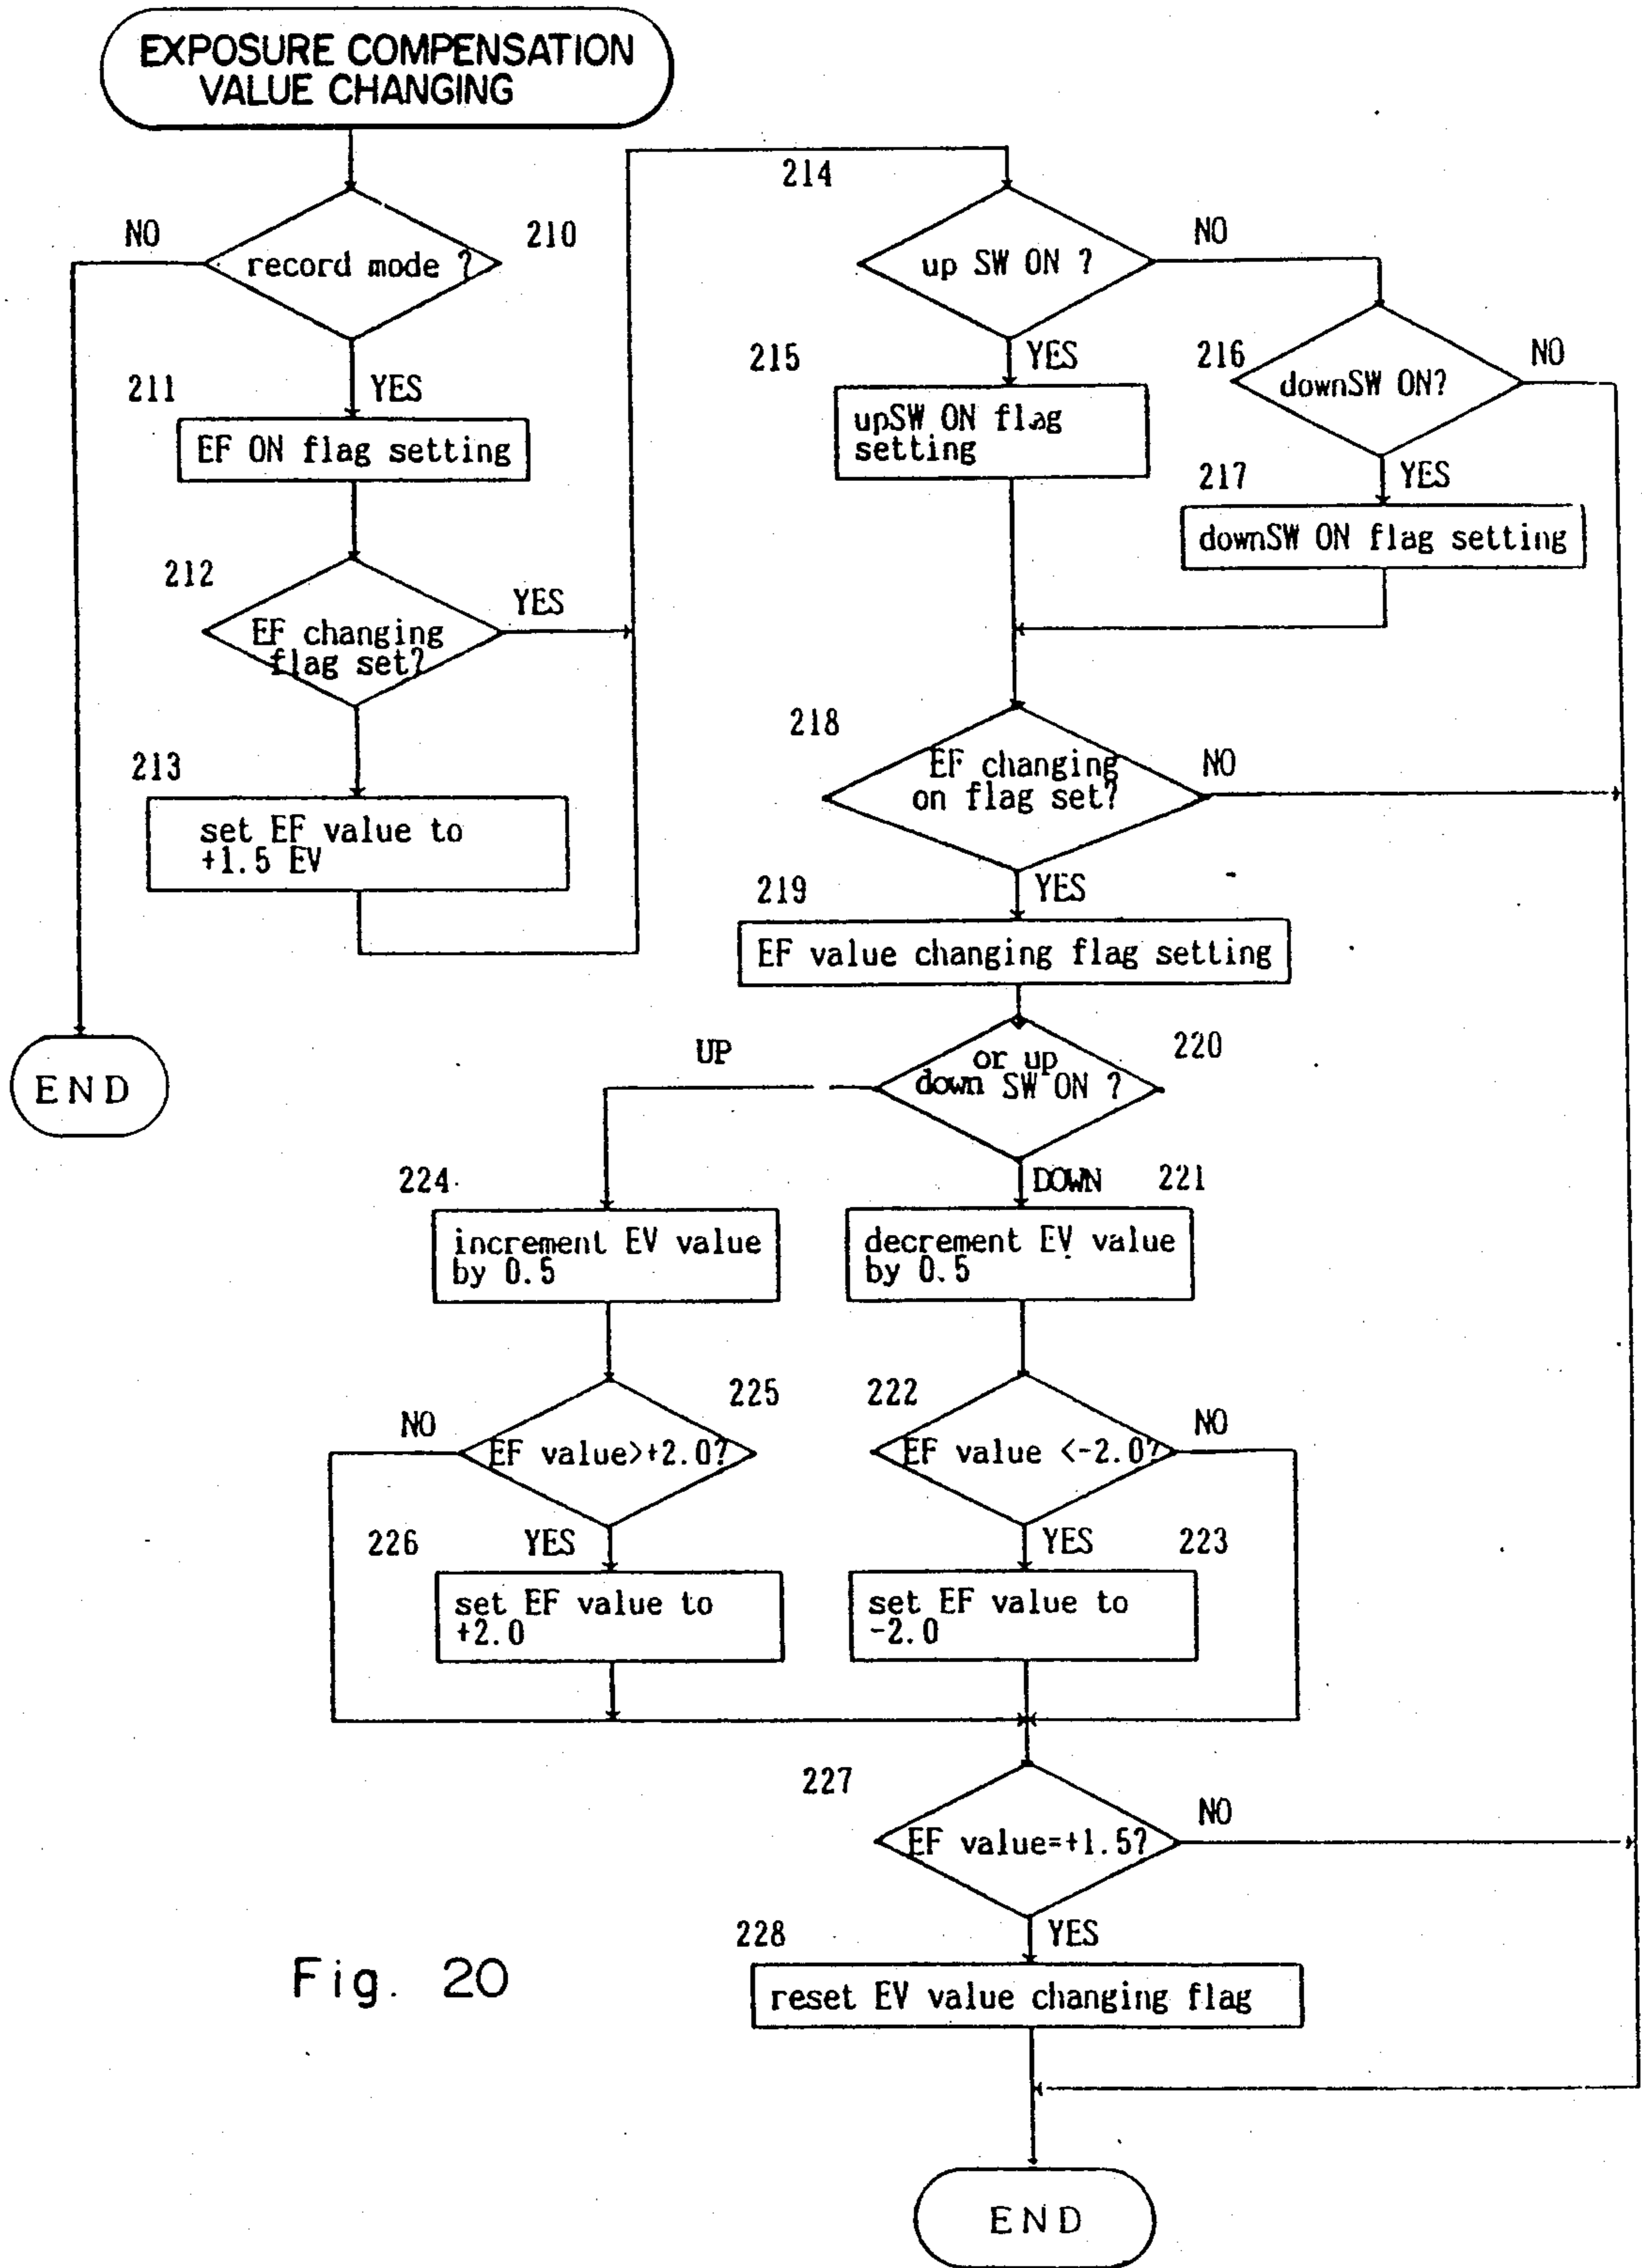 EXPOSURE COMPENSATION
VALUE CHANGING
NO
210
record mode ?
211
YES
EF ON flag setting
212
YES
EF changing
flag set?
213
set EF value to
+1.5 EV
END
214
NO
up SW ON ?
215
YES
upSW ON flag
setting
216
NO
downSW ON?
217
YES
downSW ON flag setting
218
EF changing
on flag set?
NO
219
YES
EF value changing flag setting
UP
or up
down SW ON ?
220
224
DOWN
221
increment EV value
by 0.5
decrement EV value
by 0.5
225
222
NO
NO
EF value>+2.0?
EF value <-2.0?
226
YES
YES
223
set EF value to
+2.0
set EF value to
-2.0
227
NO
EF value=+1.5?
228
YES
reset EV value changing flag
Fig. 20
END